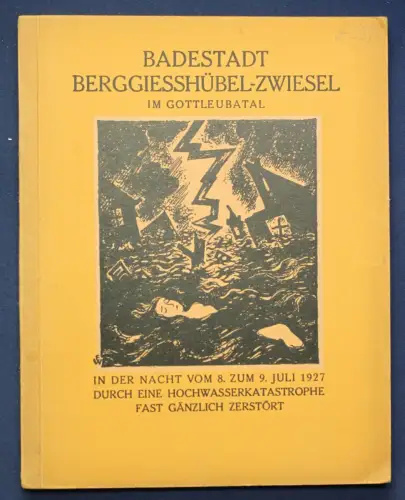 BADESTADT
BERGGIESSHÜBEL-ZWIESEL
IM GOTTLEUBATAL
IN DER NACHT VOM 8. ZUM 9. JULI 1927
DURCH EINE HOCHWASSERKATASTROPHE
FAST GÄNZLICH ZERSTÖRT